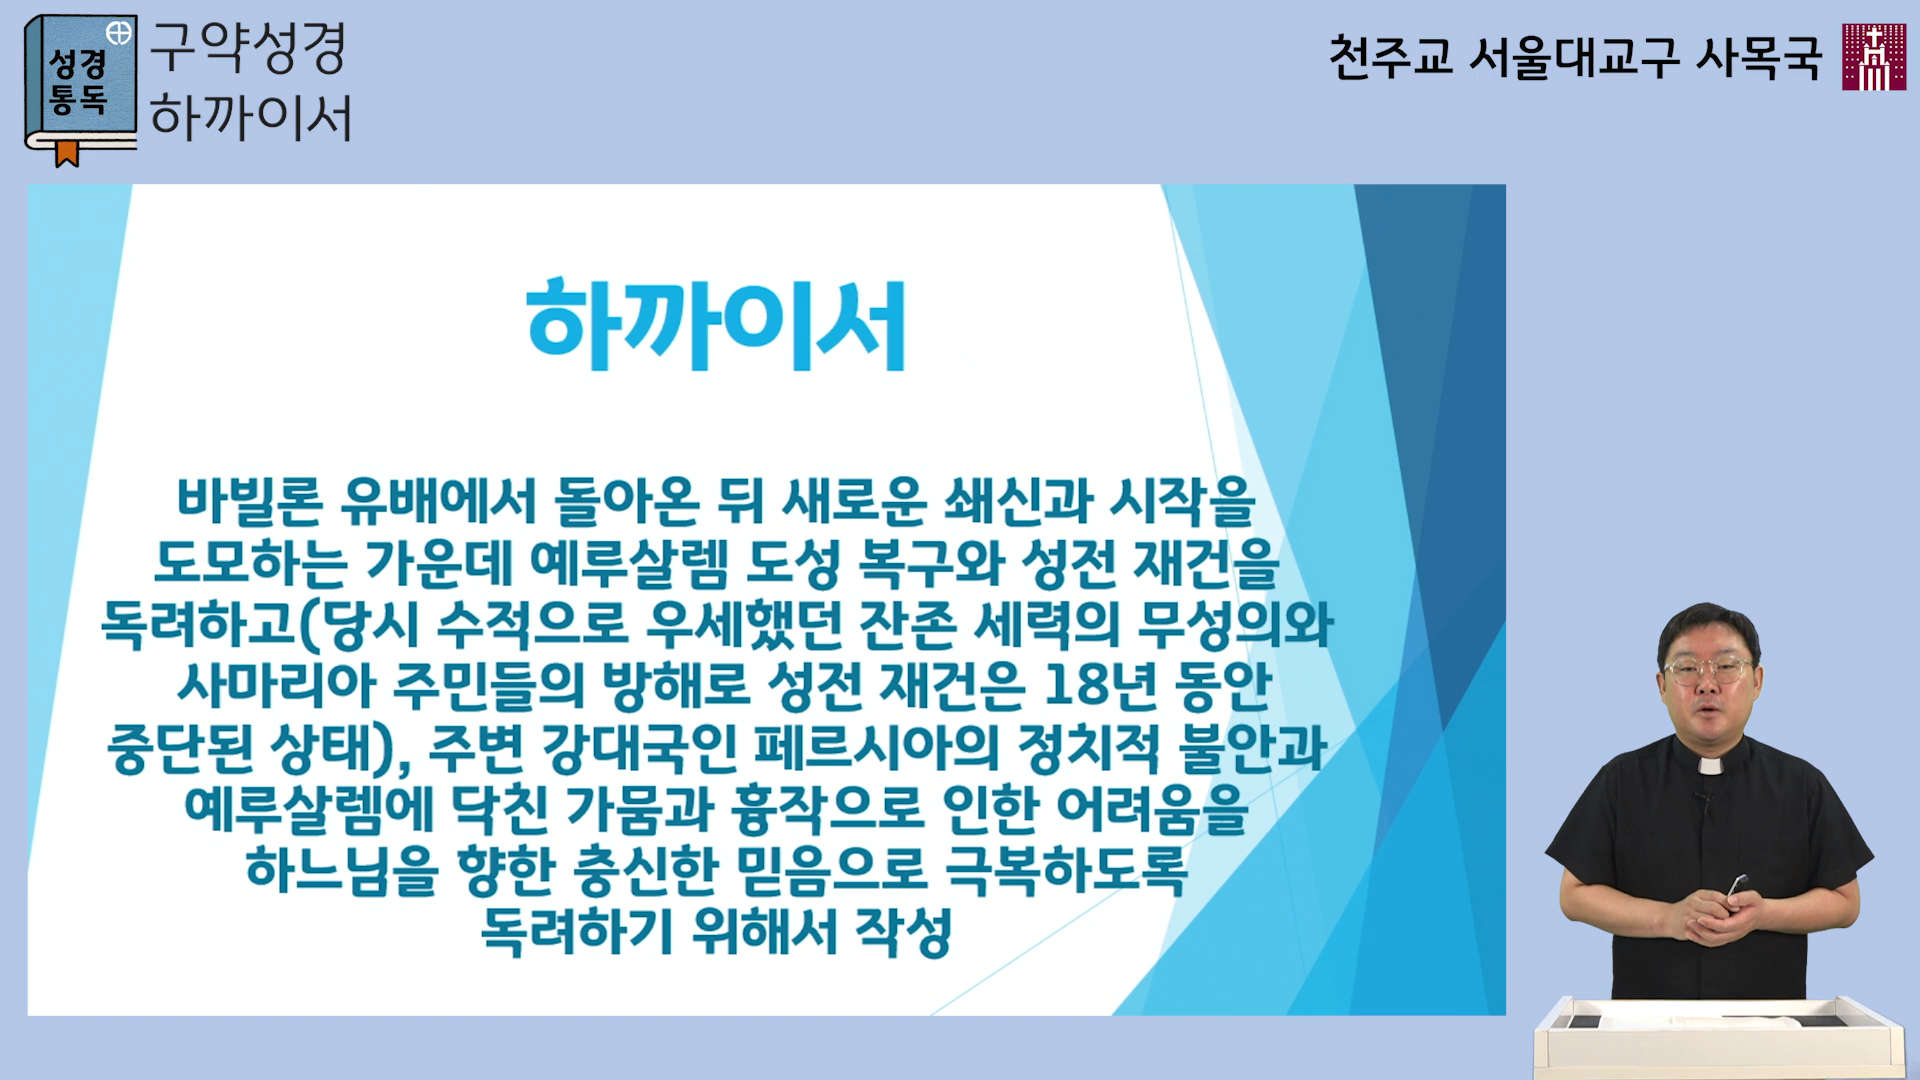 성경
통독
구약성경
하까이서
천주교 서울대교구 사목국
하까이서
바빌론 유배에서 돌아온 뒤 새로운 쇄신과 시작을
도모하는 가운데 예루살렘 도성 복구와 성전 재건을
독려하고(당시 수적으로 우세했던 잔존 세력의 무성의와
사마리아 주민들의 방해로 성전 재건은 18년 동안
중단된 상태), 주변 강대국인 페르시아의 정치적 불안과
예루살렘에 닥친 가뭄과 흉작으로 인한 어려움을
하느님을 향한 충신한 믿음으로 극복하도록
독려하기 위해서 작성